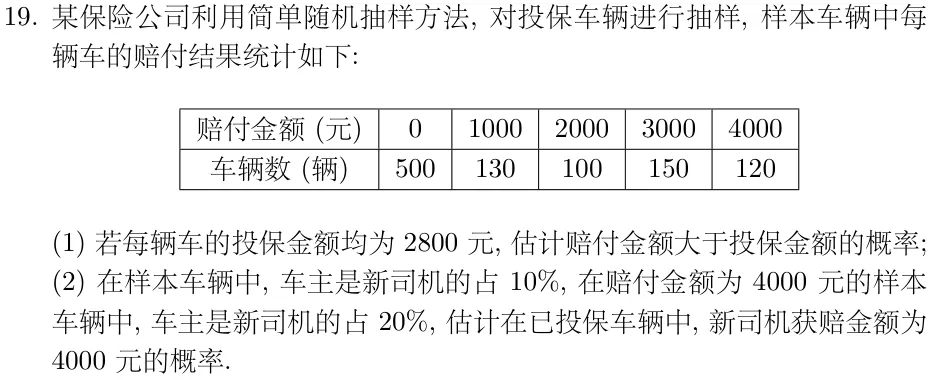 19. 某保险公司利用简单随机抽样方法, 对投保车辆进行抽样, 样本车辆中每
辆车的赔付结果统计如下:
赔付金额 (元) 0 1000 2000 3000 4000
车辆数 (辆) 500 130 100 150 120
(1) 若每辆车的投保金额均为 2800 元, 估计赔付金额大于投保金额的概率;
(2) 在样本车辆中, 车主是新司机的占 10%, 在赔付金额为 4000 元的样本
车辆中, 车主是新司机的占 20%, 估计在已投保车辆中, 新司机获赔金额为
4000 元的概率.